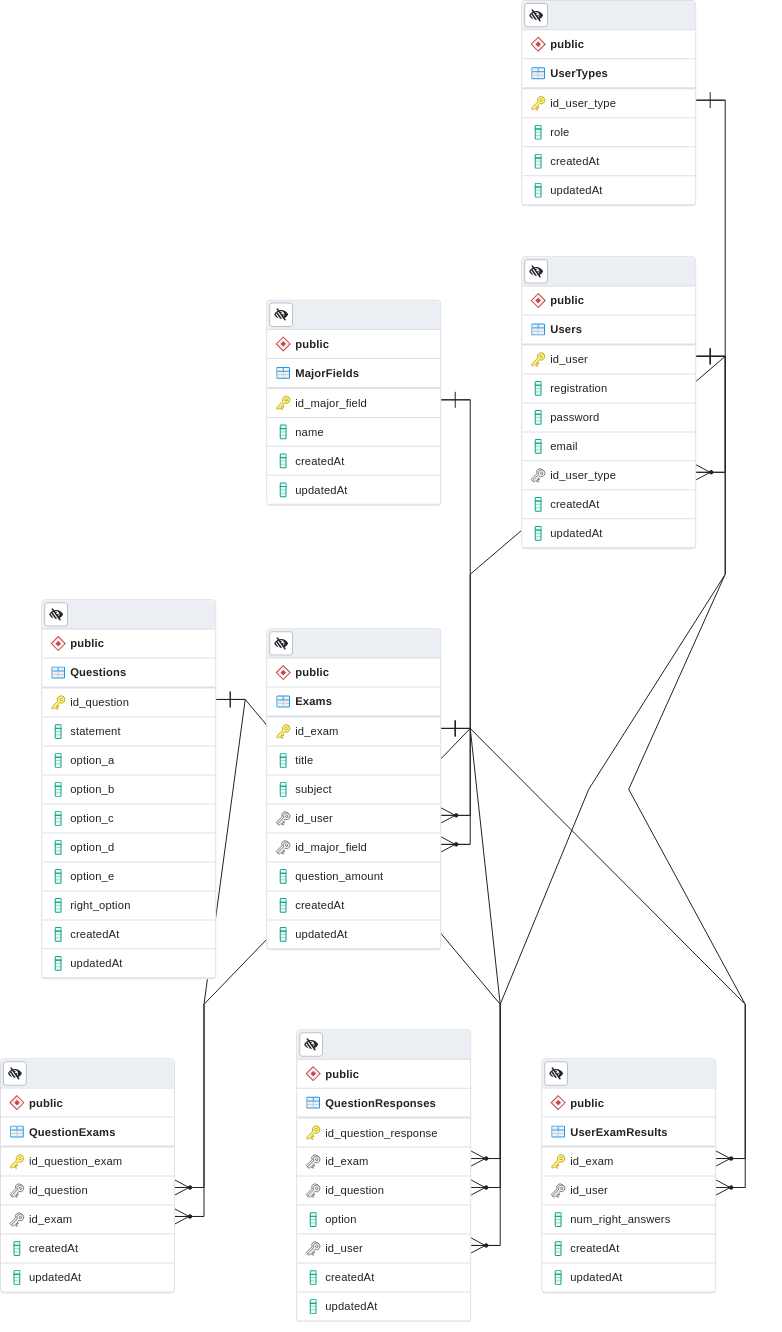 public
UserTypes
id_user_type
role
createdAt
updatedAt
public
Users
id_user
registration
password
email
id_user_type
createdAt
updatedAt
public
MajorFields
id_major_field
name
createdAt
updatedAt
public
Questions
id_question
statement
option_a
option_b
option_c
option_d
option_e
right_option
createdAt
updatedAt
public
Exams
id_exam
title
subject
id_user
id_major_field
question_amount
createdAt
updatedAt
public
QuestionExams
id_question_exam
id_question
id_exam
createdAt
updatedAt
public
QuestionResponses
id_question_response
id_exam
id_question
option
id_user
createdAt
updatedAt
public
UserExamResults
id_exam
id_user
num_right_answers
createdAt
updatedAt